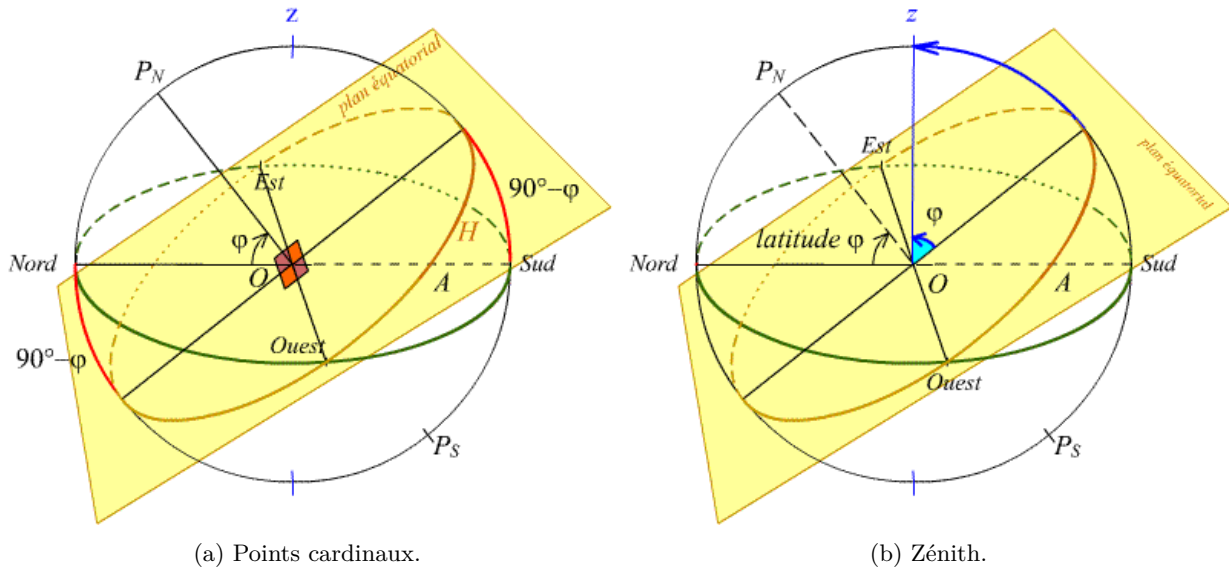 z
P_N
plan équatorial
Est
90°–φ
φ
H
Nord
O
A
Sud
Ouest
90°–φ
P_S
(a) Points cardinaux.
z
P_N
Est
plan équatorial
φ
latitude φ
Nord
O
A
Sud
Ouest
P_S
(b) Zénith.